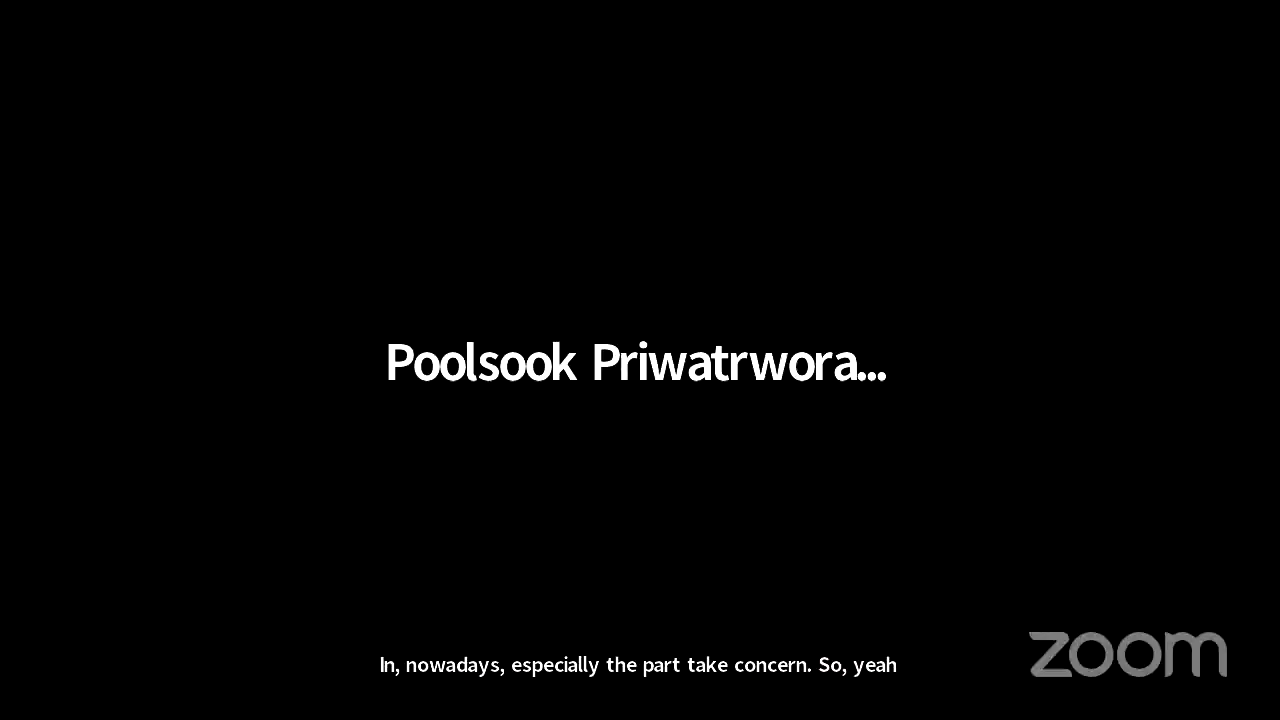 Poolsook Priwatrwora...
In, nowadays, especially the part take concern. So, yeah
zoom